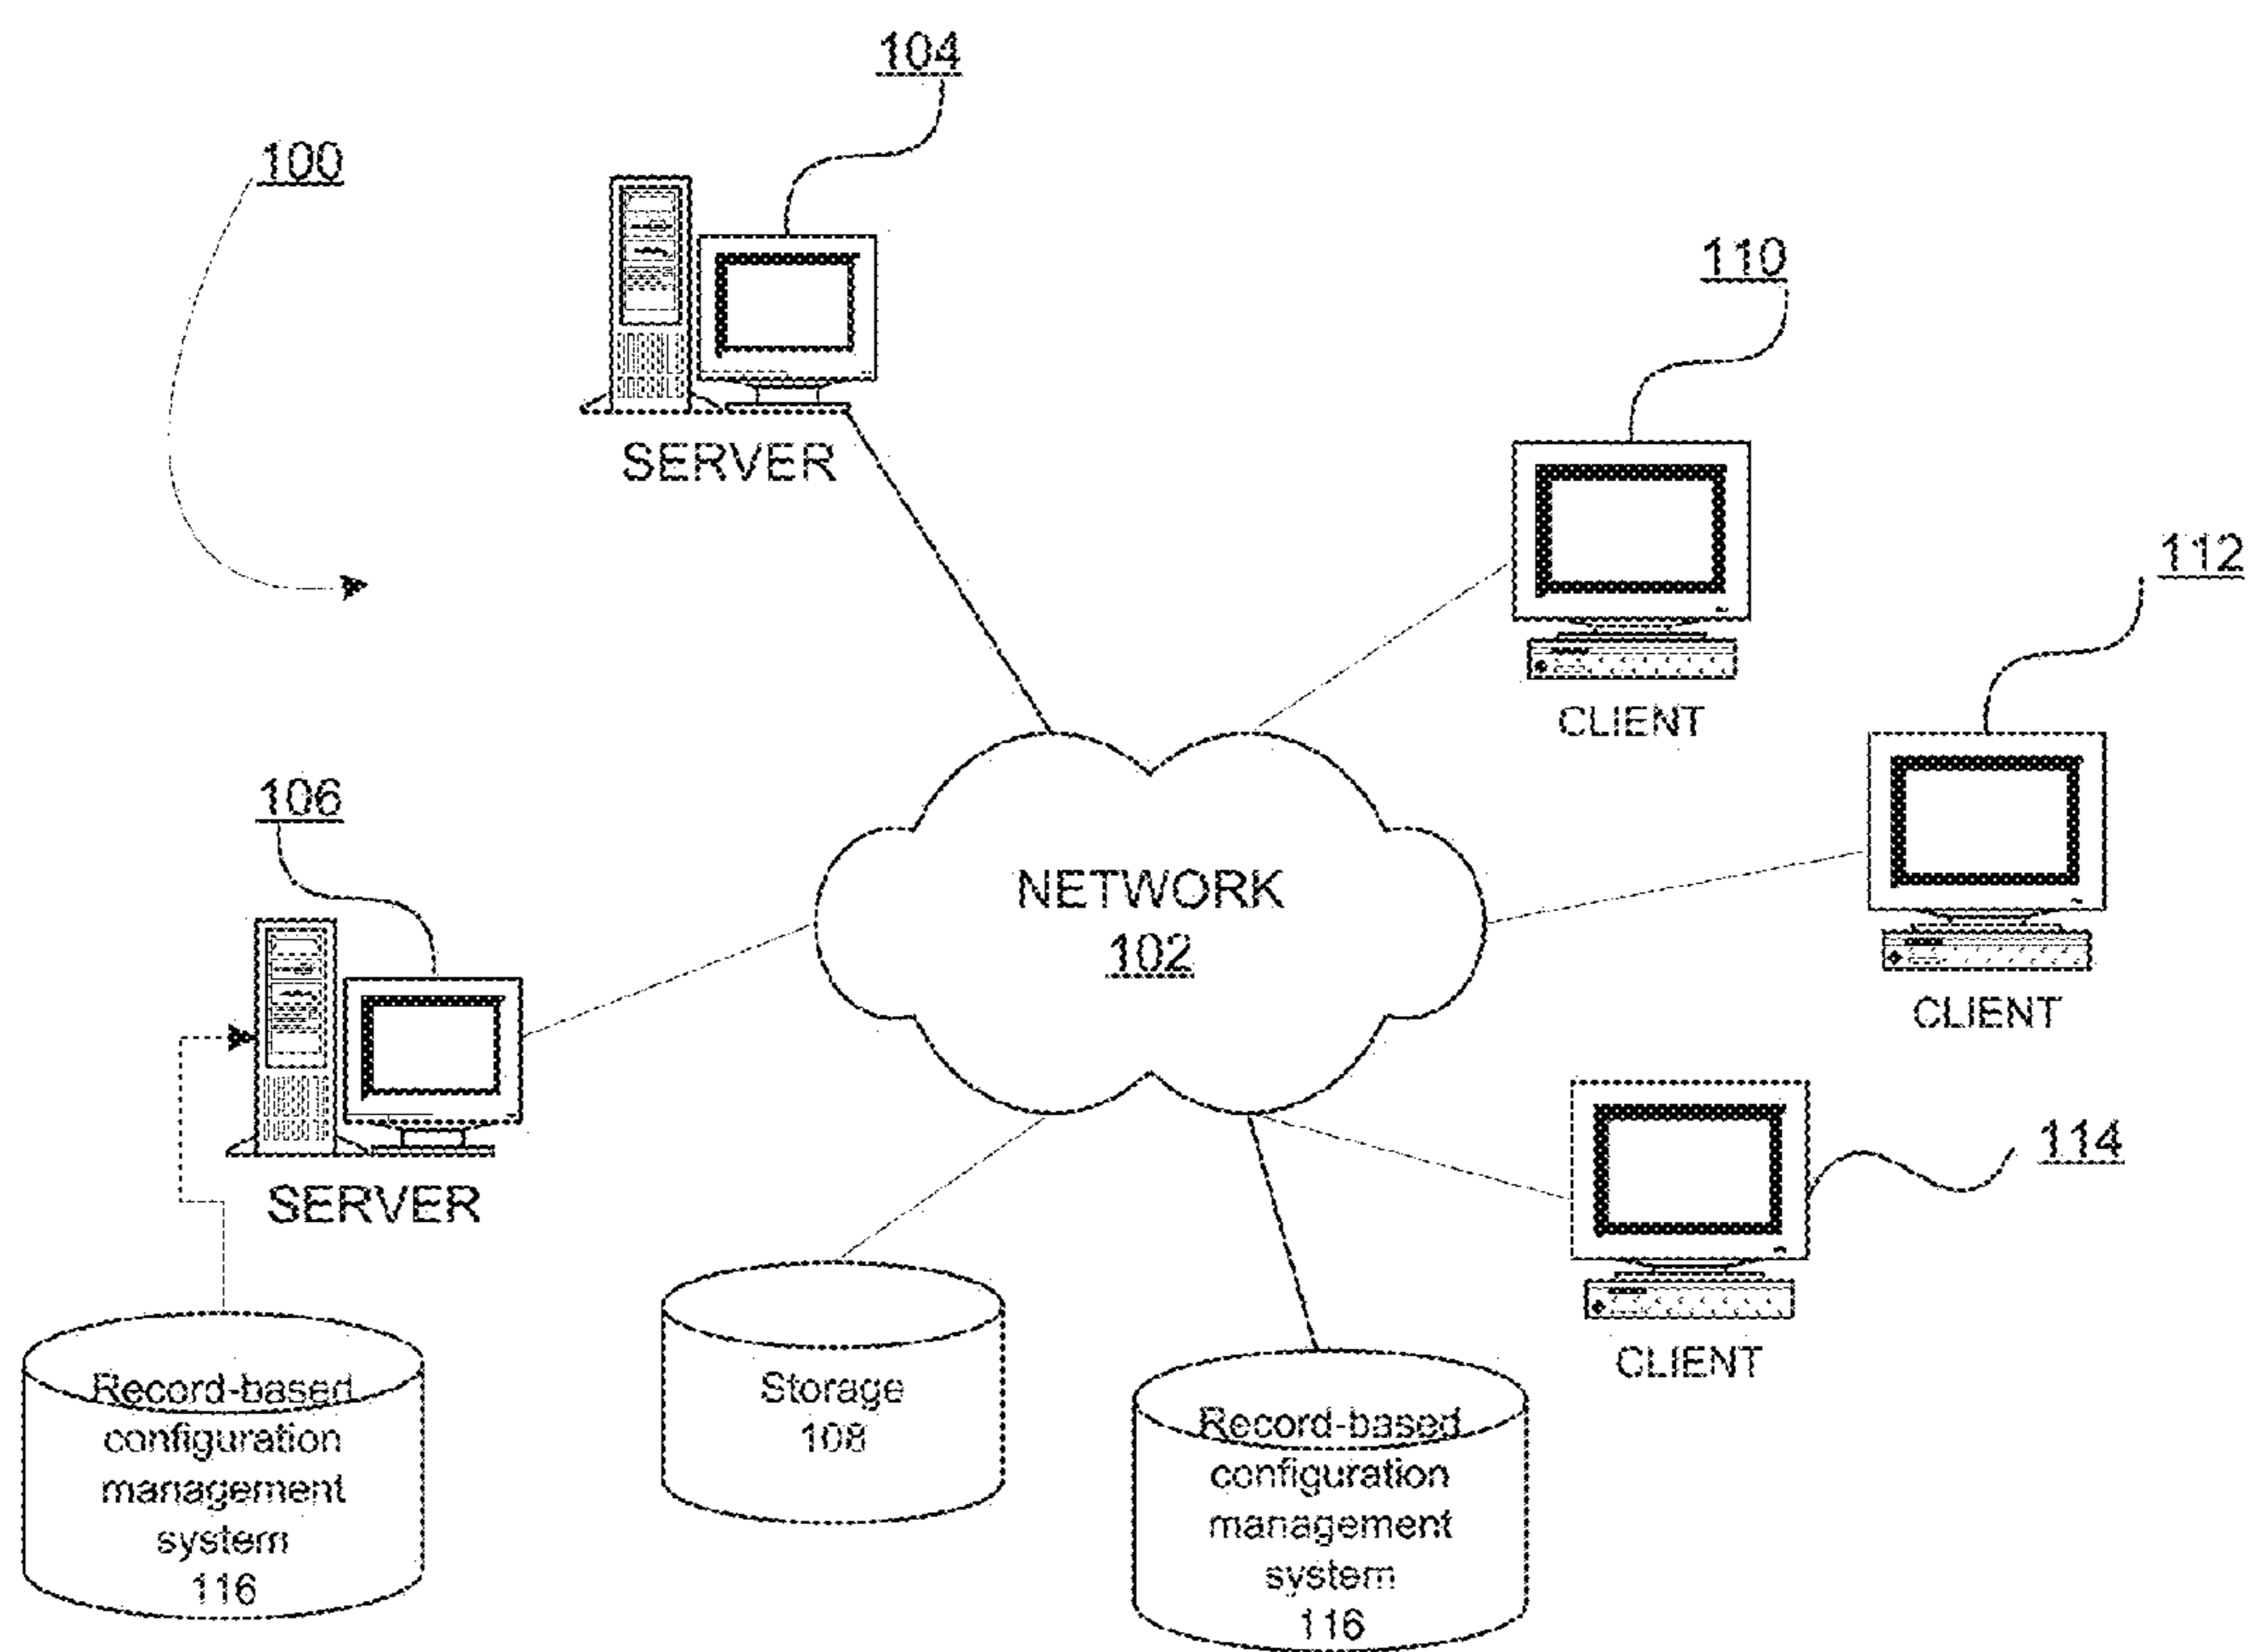 104
100
110
SERVER
112
CLIENT
106
NETWORK
102
CLIENT
114
SERVER
CLIENT
Record-based
configuration
management
system
116
Storage
108
Record-based
configuration
management
system
116